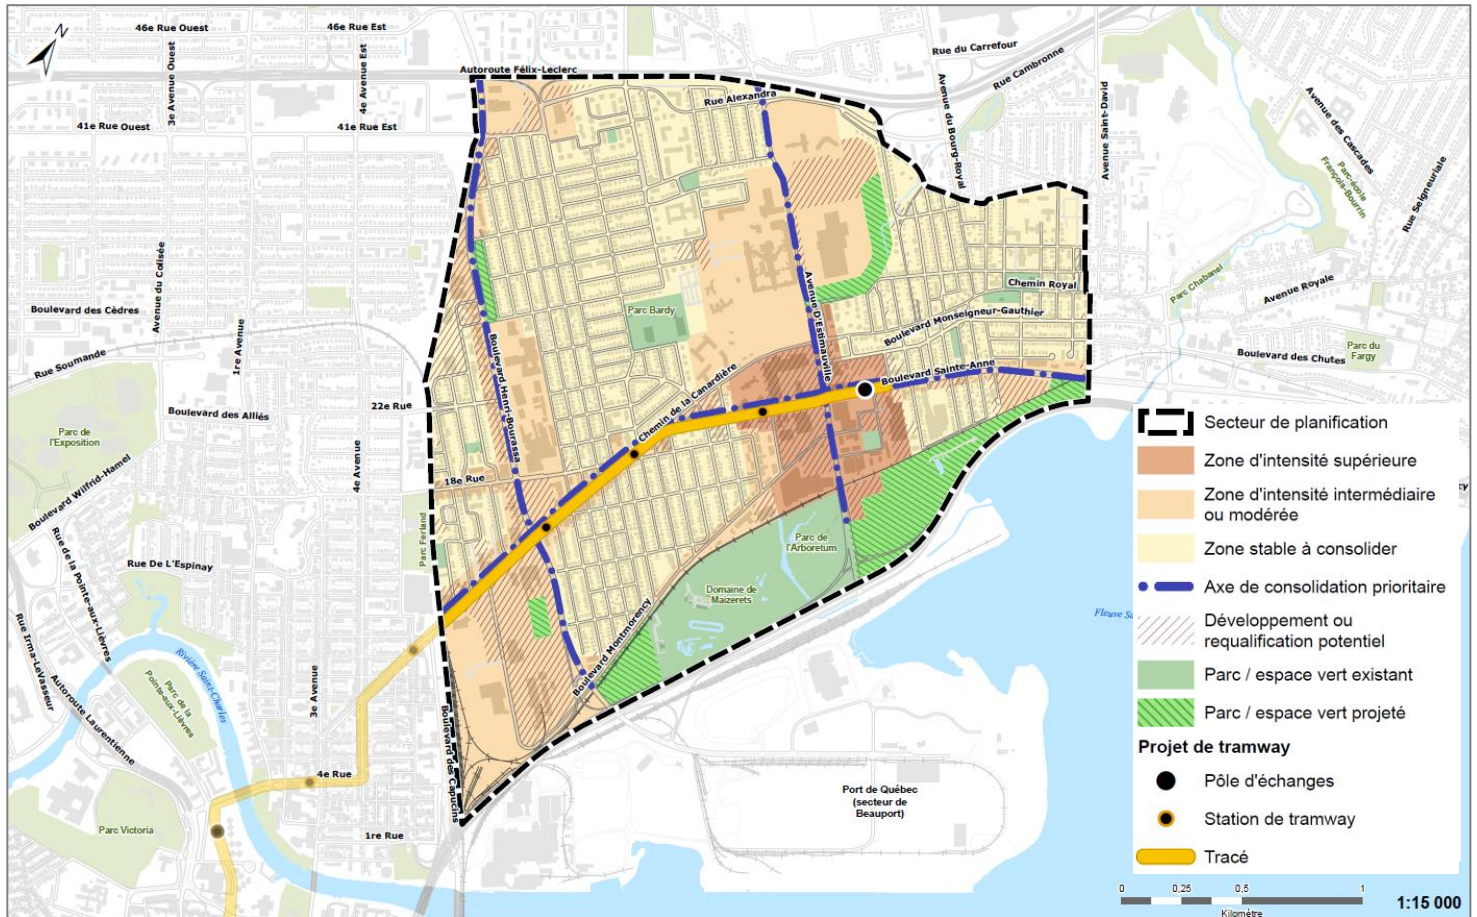 N
46e Rue Ouest
46e Rue Est
3e Avenue Ouest
4e Avenue Est
Autoroute Félix-Leclerc
Rue du Carrefour
Rue Cambronne
Rue Alexandra
41e Rue Ouest
41e Rue Est
Avenue du Bourg-Royal
Avenue Saint-David
Avenue des Cascades
Parc-école
François-Bourrin
Rue Seigneuriale
Avenue du Colisée
Boulevard des Cèdres
1re Avenue
Rue Soumande
Parc Bardy
Avenue D'Estimauville
Chemin Royal
Parc Chabanel
Avenue Royale
Boulevard Monseigneur-Gauthier
Boulevard Henri-Bourassa
Boulevard des Chutes
Parc du
Fargy
Boulevard Sainte-Anne
Chemin de la Canardière
22e Rue
Boulevard des Alliés
Parc de
l'Exposition
4e Avenue
18e Rue
Boulevard Wilfrid-Hamel
Parc Ferland
Rue de la Pointe-aux-Lièvres
Rue De L'Espinay
Parc de
l'Arboretum
Domaine de
Maizerets
Boulevard Montmorency
Rue Irma-LeVasseur
Rivière Saint-Charles
Parc de la
Pointe-aux-Lièvres
Autoroute Laurentienne
3e Avenue
Boulevard des Capucins
4e Rue
1re Rue
Parc Victoria
Port de Québec
(secteur de
Beauport)
Secteur de planification
Zone d'intensité supérieure
Zone d'intensité intermédiaire
ou modérée
Zone stable à consolider
Axe de consolidation prioritaire
Développement ou
requalification potentiel
Parc / espace vert existant
Parc / espace vert projeté
Projet de tramway
Pôle d'échanges
Station de tramway
Tracé
Fleuve
0 0,25 0,5 1
Kilomètre
1:15 000